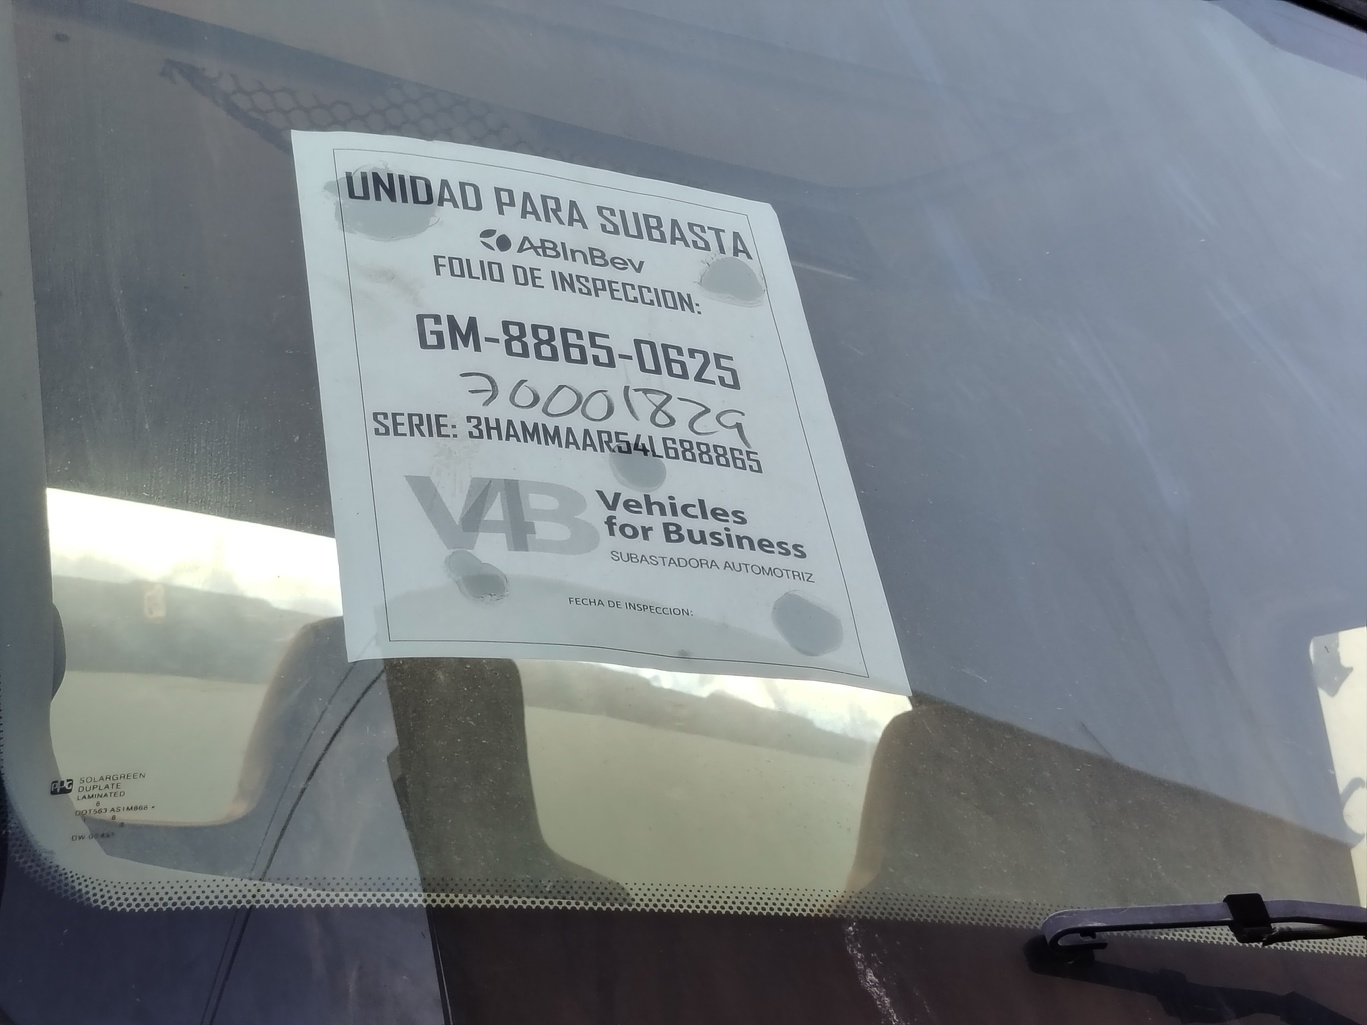 UNIDAD PARA SUBASTA
ABInBev
FOLIO DE INSPECCION:
GM-8865-0625
70001829
SERIE: 3HAMMAAR54L688865
V4B Vehicles
for Business
SUBASTADORA AUTOMOTRIZ
FECHA DE INSPECCION:
PPG SOLARGREEN
DUPLATE
LAMINATED